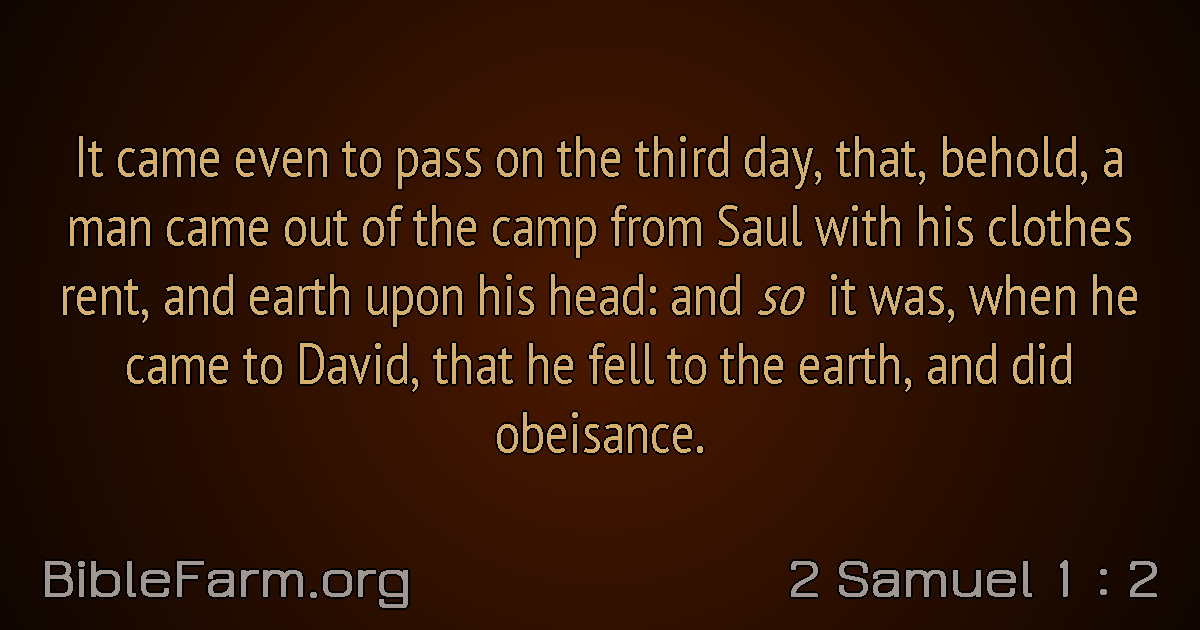 It came even to pass on the third day, that, behold, a
man came out of the camp from Saul with his clothes
rent, and earth upon his head: and so it was, when he
came to David, that he fell to the earth, and did
obeisance.
BibleFarm.org
2 Samuel 1 : 2